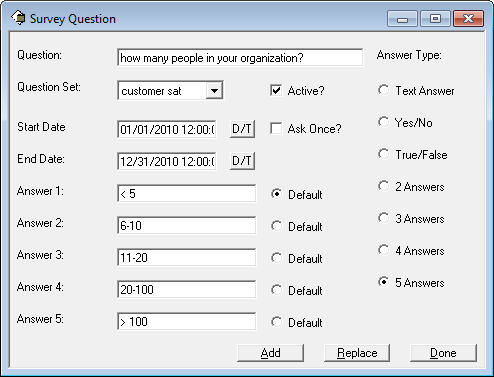 Survey Question
Question: how many people in your organization? Answer Type:
Question Set: customer sat Active? Text Answer
Start Date 01/01/2010 12:00:0 D/T Ask Once? Yes/No
End Date: 12/31/2010 12:00:0 D/T True/False
Answer 1: < 5 Default 2 Answers
Answer 2: 6-10 Default 3 Answers
Answer 3: 11-20 Default 4 Answers
Answer 4: 20-100 Default 5 Answers
Answer 5: > 100 Default
Add Replace Done